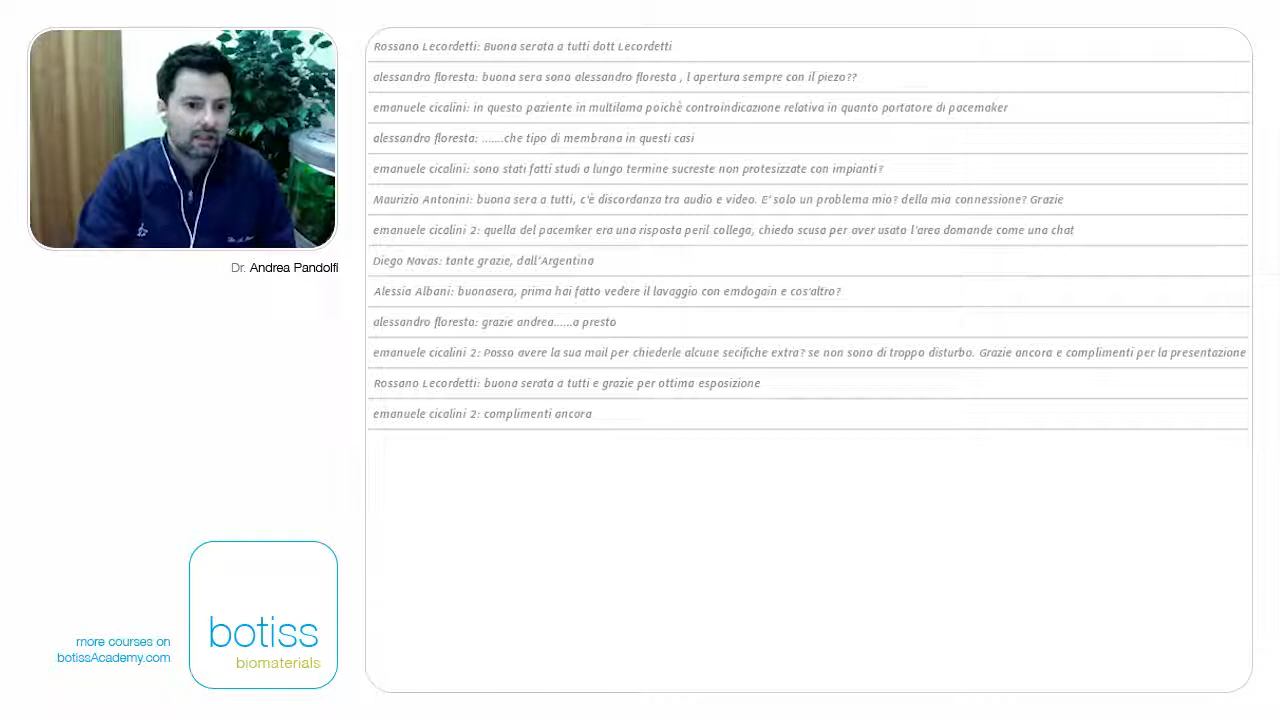 Rossano Lecordetti: Buona serata a tutti dott Lecordetti
alessandro floresta: buona sera sono alessandro floresta , l apertura sempre con il piezo??
emanuele cicalini: in questo paziente in multilama poichè controindicazione relativa in quanto portatore di pacemaker
alessandro floresta: .......che tipo di membrana in questi casi
emanuele cicalini: sono stati fatti studi a lungo termine sucreste non protesizzate con impianti?
Maurizio Antonini: buona sera a tutti, c'è discordanza tra audio e video. E' solo un problema mio? della mia connessione? Grazie
emanuele cicalini 2: quella del pacemker era una risposta peril collega, chiedo scusa per aver usato l'area domande come una chat
Dr. Andrea Pandolfi
Diego Navas: tante grazie, dall'Argentina
Alessia Albani: buonasera, prima hai fatto vedere il lavaggio con emdogain e cos'altro?
alessandro floresta: grazie andrea......a presto
emanuele cicalini 2: Posso avere la sua mail per chiederle alcune secifiche extra? se non sono di troppo disturbo. Grazie ancora e complimenti per la presentazione
Rossano Lecordetti: buona serata a tutti e grazie per ottima esposizione
emanuele cicalini 2: complimenti ancora
more courses on
botissAcademy.com
botiss
biomaterials